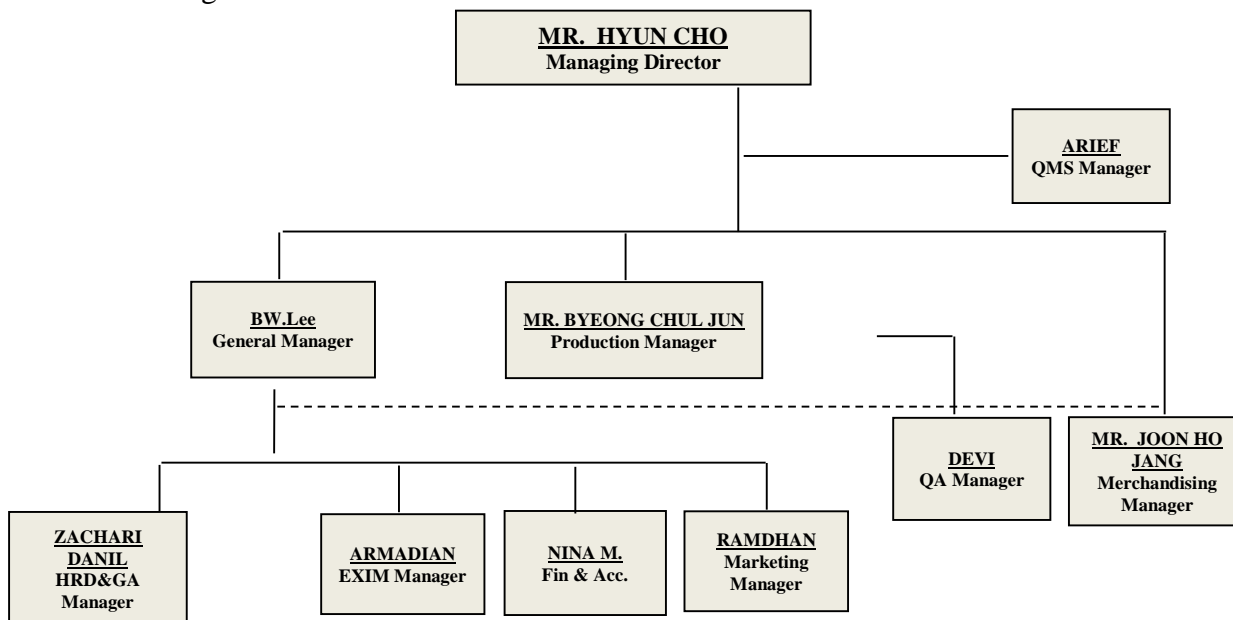 MR. HYUN CHO
Managing Director
ARIEF
QMS Manager
BW.Lee
General Manager
MR. BYEONG CHUL JUN
Production Manager
DEVI
QA Manager
MR. JOON HO
JANG
Merchandising
Manager
ZACHARI
DANIL
HRD&GA
Manager
ARMADIAN
EXIM Manager
NINA M.
Fin & Acc.
RAMDHAN
Marketing
Manager